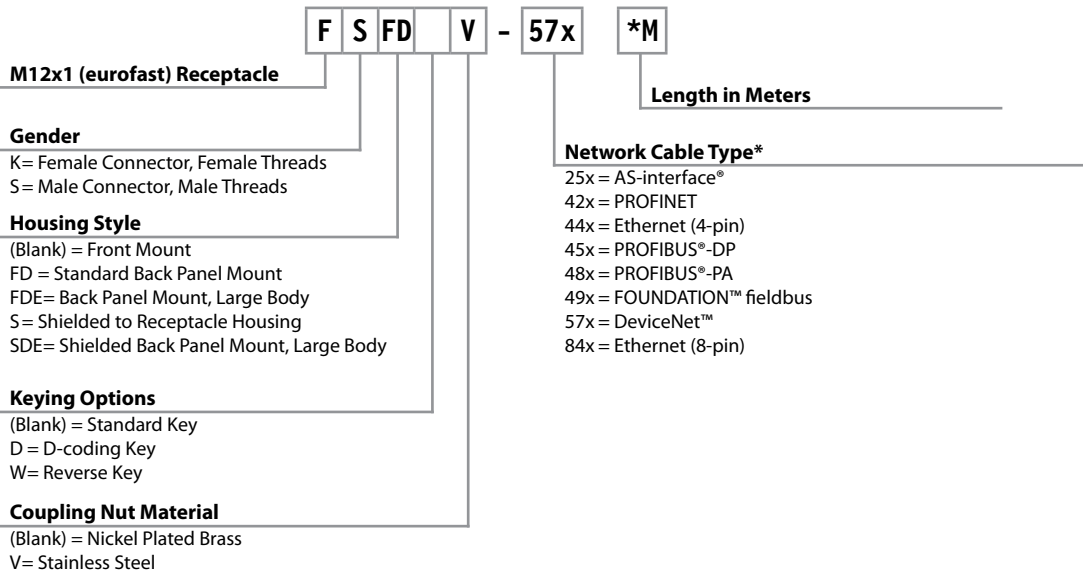 F S FD V - 57x *M
M12x1 (eurofast) Receptacle
Length in Meters
Gender
K= Female Connector, Female Threads
S= Male Connector, Male Threads
Housing Style
(Blank) = Front Mount
FD = Standard Back Panel Mount
FDE= Back Panel Mount, Large Body
S= Shielded to Receptacle Housing
SDE= Shielded Back Panel Mount, Large Body
Keying Options
(Blank) = Standard Key
D = D-coding Key
W= Reverse Key
Coupling Nut Material
(Blank) = Nickel Plated Brass
V= Stainless Steel
Network Cable Type*
25x = AS-interface®
42x = PROFINET
44x = Ethernet (4-pin)
45x = PROFIBUS®-DP
48x = PROFIBUS®-PA
49x = FOUNDATION™ fieldbus
57x = DeviceNet™
84x = Ethernet (8-pin)